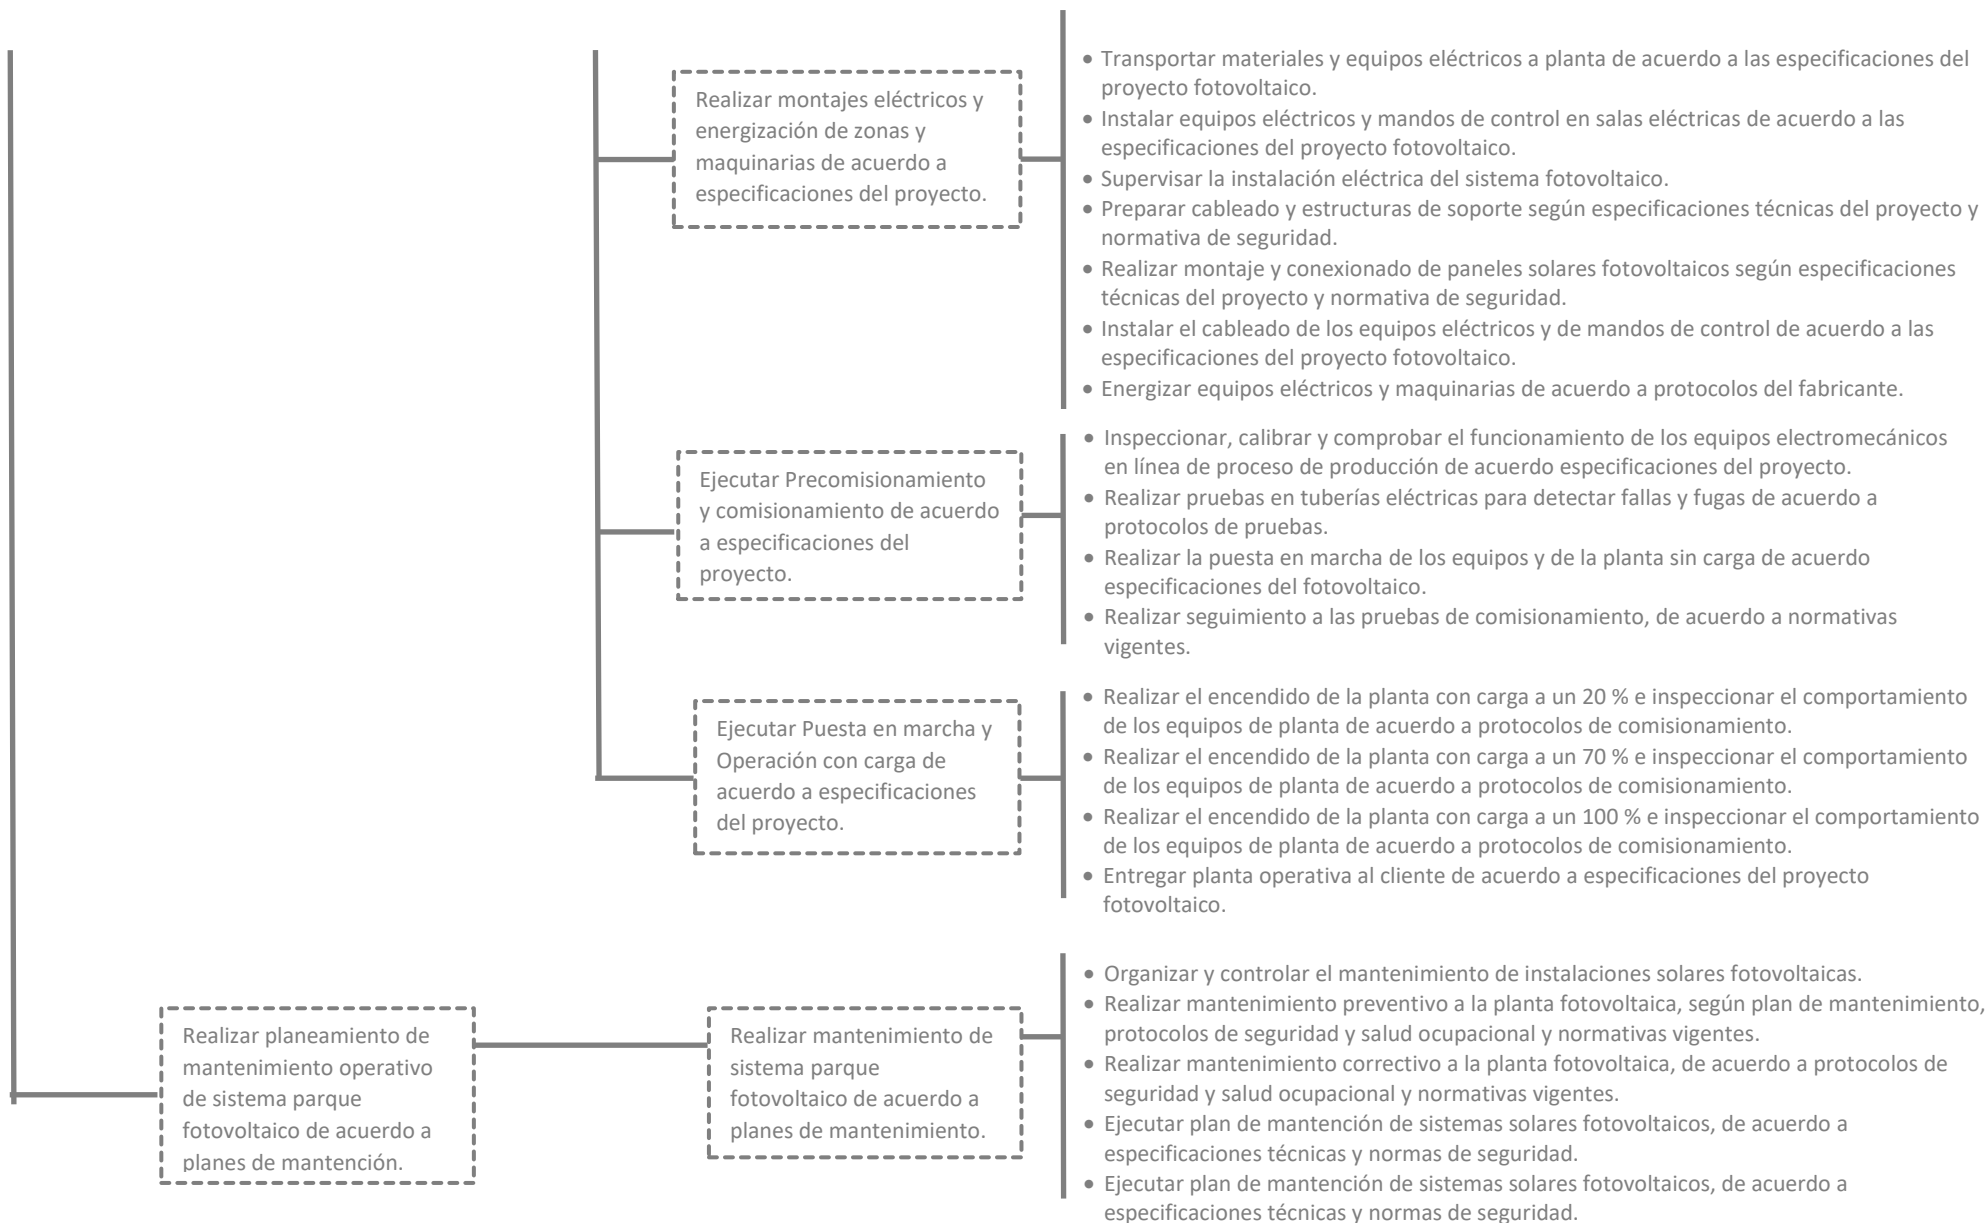 Realizar montajes eléctricos y
energización de zonas y
maquinarias de acuerdo a
especificaciones del proyecto.
• Transportar materiales y equipos eléctricos a planta de acuerdo a las especificaciones del
proyecto fotovoltaico.
• Instalar equipos eléctricos y mandos de control en salas eléctricas de acuerdo a las
especificaciones del proyecto fotovoltaico.
• Supervisar la instalación eléctrica del sistema fotovoltaico.
• Preparar cableado y estructuras de soporte según especificaciones técnicas del proyecto y
normativa de seguridad.
• Realizar montaje y conexionado de paneles solares fotovoltaicos según especificaciones
técnicas del proyecto y normativa de seguridad.
• Instalar el cableado de los equipos eléctricos y de mandos de control de acuerdo a las
especificaciones del proyecto fotovoltaico.
• Energizar equipos eléctricos y maquinarias de acuerdo a protocolos del fabricante.
Ejecutar Precomisionamiento
y comisionamiento de acuerdo
a especificaciones del
proyecto.
• Inspeccionar, calibrar y comprobar el funcionamiento de los equipos electromecánicos
en línea de proceso de producción de acuerdo especificaciones del proyecto.
• Realizar pruebas en tuberías eléctricas para detectar fallas y fugas de acuerdo a
protocolos de pruebas.
• Realizar la puesta en marcha de los equipos y de la planta sin carga de acuerdo
especificaciones del fotovoltaico.
• Realizar seguimiento a las pruebas de comisionamiento, de acuerdo a normativas
vigentes.
Ejecutar Puesta en marcha y
Operación con carga de
acuerdo a especificaciones
del proyecto.
• Realizar el encendido de la planta con carga a un 20 % e inspeccionar el comportamiento
de los equipos de planta de acuerdo a protocolos de comisionamiento.
• Realizar el encendido de la planta con carga a un 70 % e inspeccionar el comportamiento
de los equipos de planta de acuerdo a protocolos de comisionamiento.
• Realizar el encendido de la planta con carga a un 100 % e inspeccionar el comportamiento
de los equipos de planta de acuerdo a protocolos de comisionamiento.
• Entregar planta operativa al cliente de acuerdo a especificaciones del proyecto
fotovoltaico.
Realizar planeamiento de
mantenimiento operativo
de sistema parque
fotovoltaico de acuerdo a
planes de mantención.
Realizar mantenimiento de
sistema parque
fotovoltaico de acuerdo a
planes de mantenimiento.
• Organizar y controlar el mantenimiento de instalaciones solares fotovoltaicas.
• Realizar mantenimiento preventivo a la planta fotovoltaica, según plan de mantenimiento,
protocolos de seguridad y salud ocupacional y normativas vigentes.
• Realizar mantenimiento correctivo a la planta fotovoltaica, de acuerdo a protocolos de
seguridad y salud ocupacional y normativas vigentes.
• Ejecutar plan de mantención de sistemas solares fotovoltaicos, de acuerdo a
especificaciones técnicas y normas de seguridad.
• Ejecutar plan de mantención de sistemas solares fotovoltaicos, de acuerdo a
especificaciones técnicas y normas de seguridad.